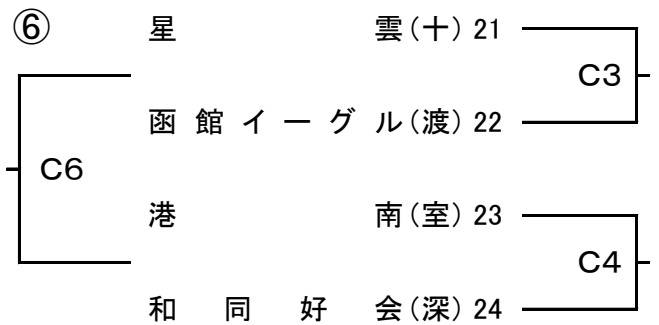 ⑥ 星雲(十) 21
C3
函館イーグル(渡) 22
C6
港南(室) 23
C4
和同好会(深) 24